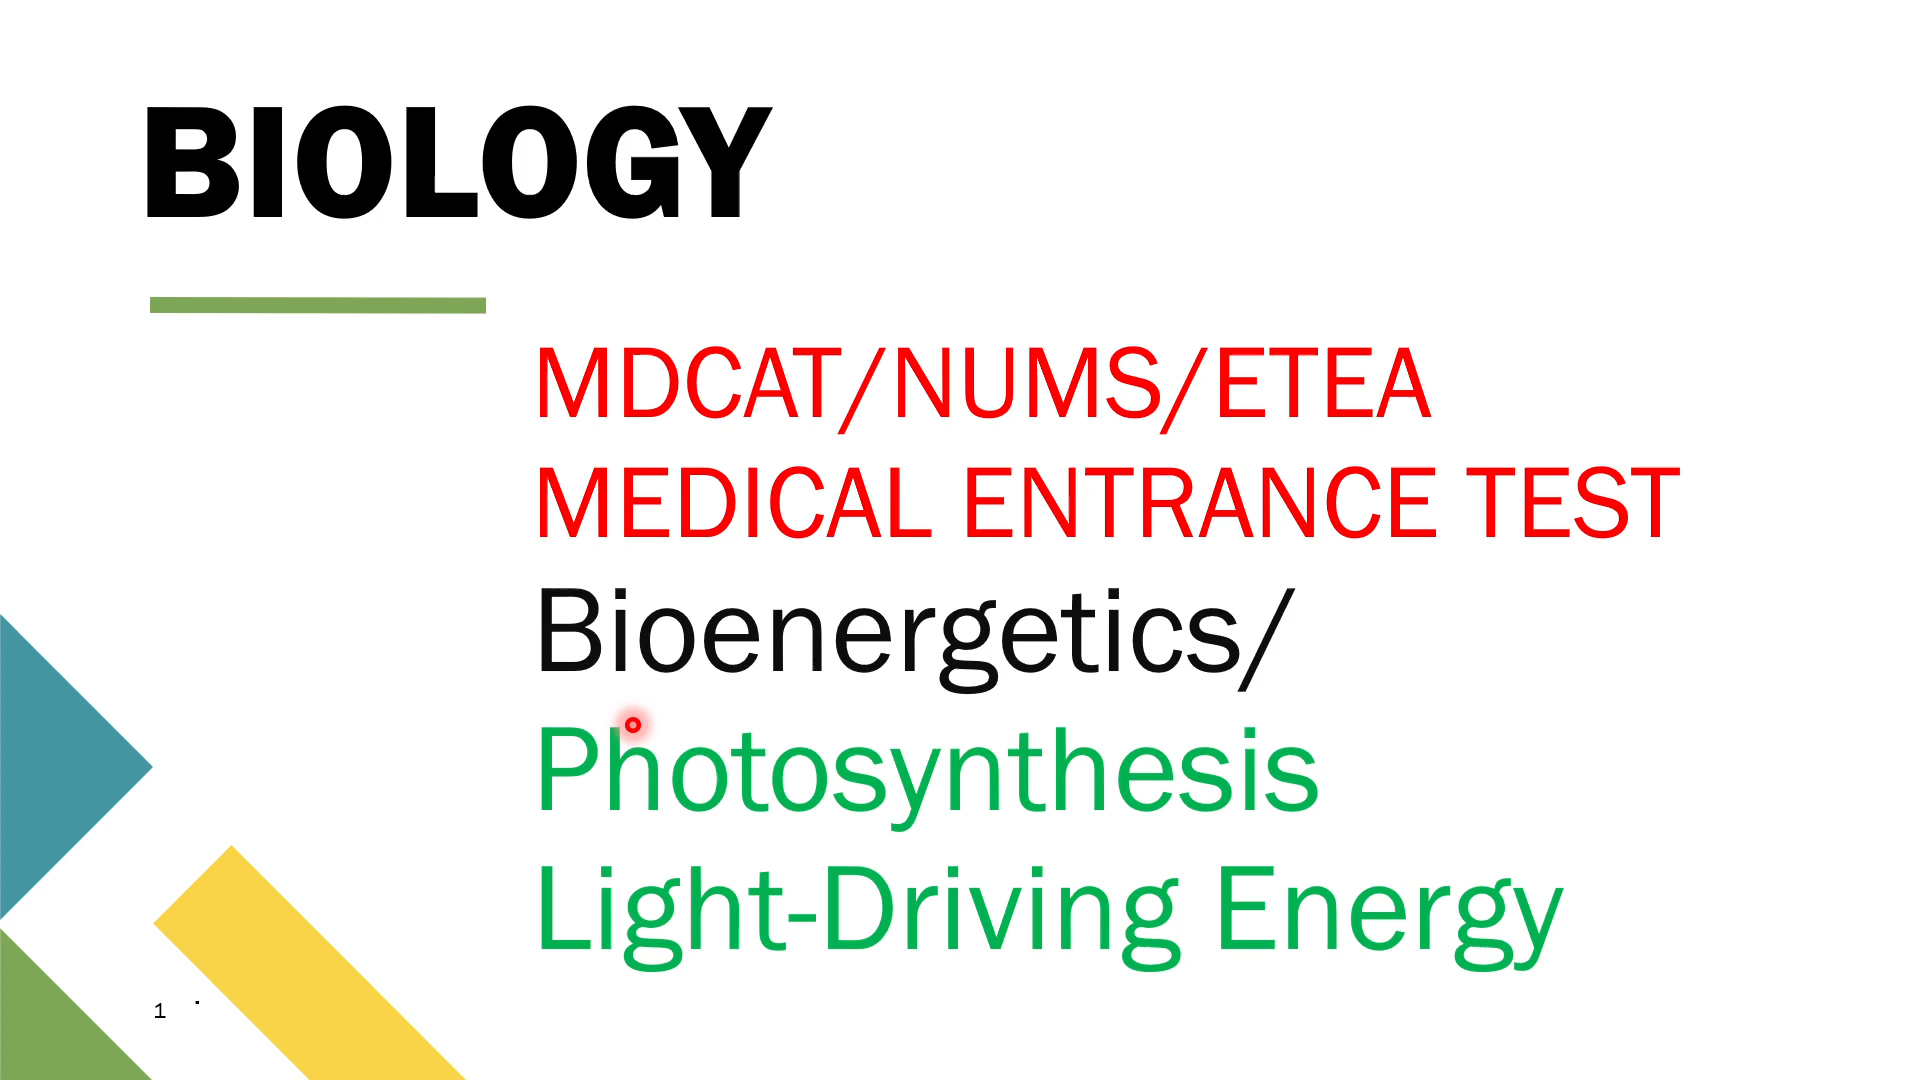 BIOLOGY
MDCAT/NUMS/ETEA
MEDICAL ENTRANCE TEST
Bioenergetics/
Photosynthesis
Light-Driving Energy
1